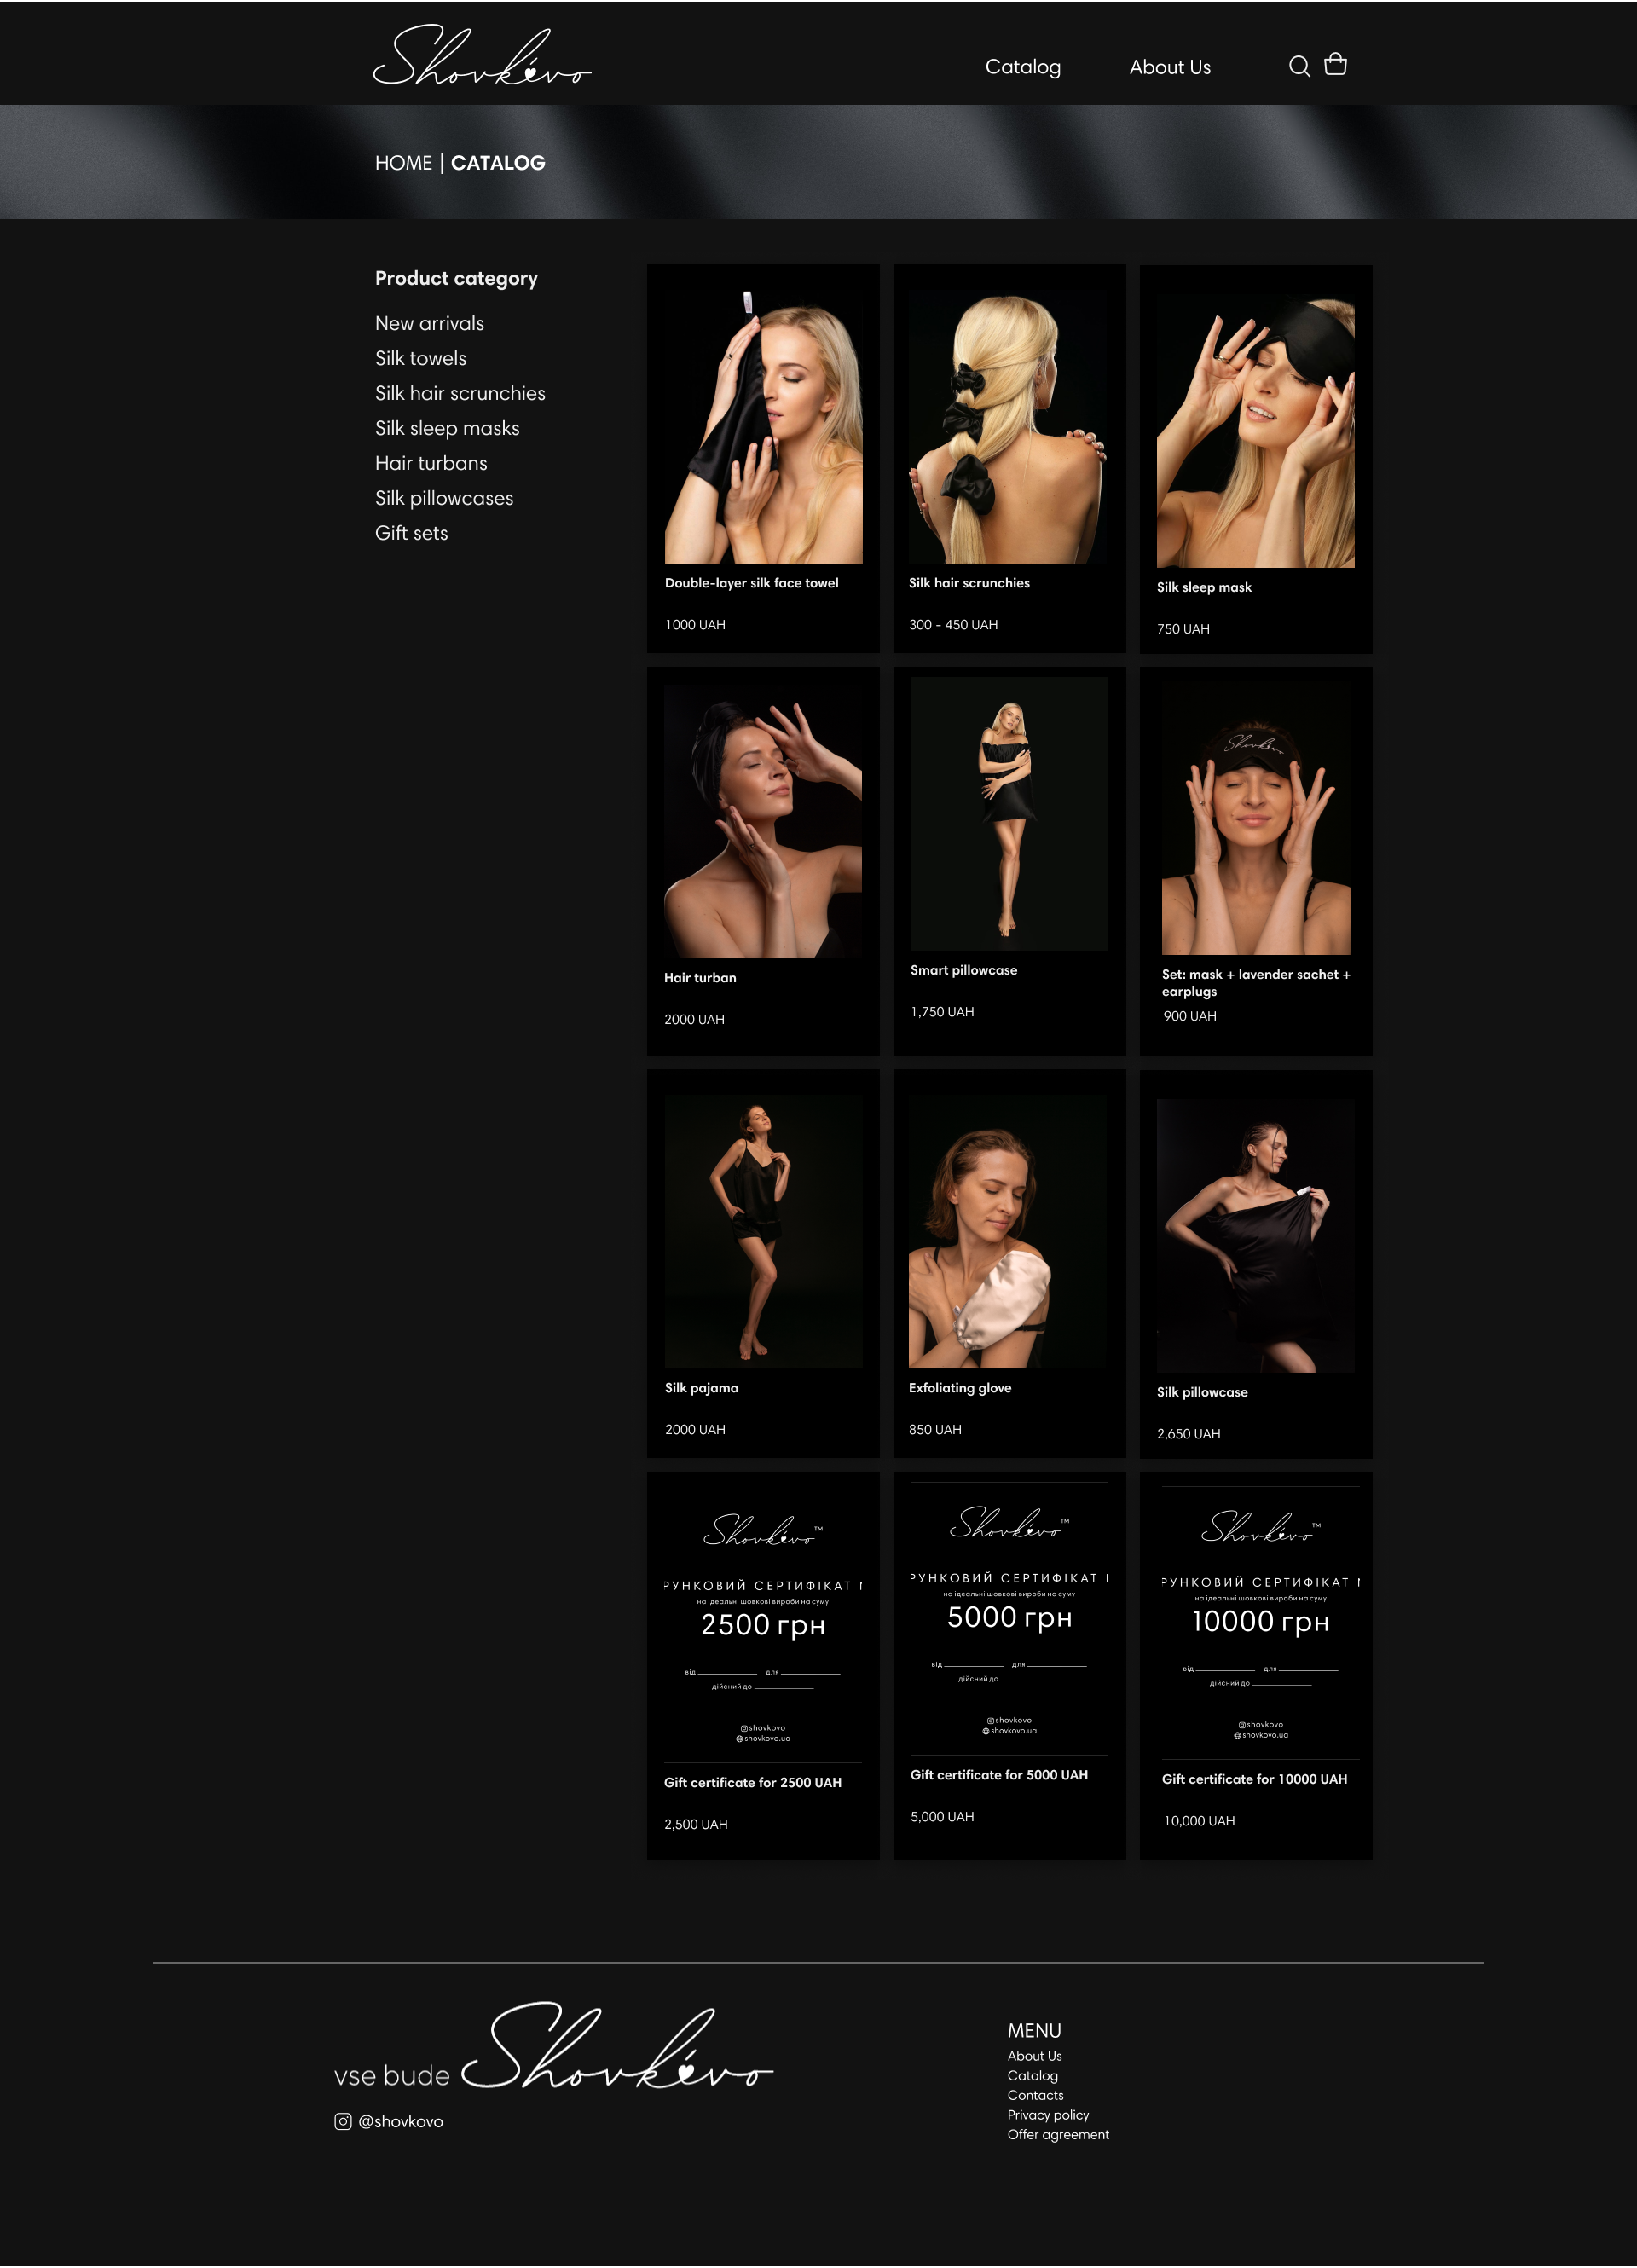 Shovkévo
Catalog
About Us
HOME | CATALOG
Product category
New arrivals
Silk towels
Silk hair scrunchies
Silk sleep masks
Hair turbans
Silk pillowcases
Gift sets
Double-layer silk face towel
1000 UAH
Silk hair scrunchies
300 - 450 UAH
Silk sleep mask
750 UAH
Hair turban
2000 UAH
Smart pillowcase
1,750 UAH
Shovkévo
Set: mask + lavender sachet +
earplugs
900 UAH
Silk pajama
2000 UAH
Exfoliating glove
850 UAH
Silk pillowcase
2,650 UAH
Shovkévo™
РУНКОВИЙ СЕРТИФІКАТ
на ідеальні шовкові вироби на суму
2500 грн
від для
дійсний до
shovkovo
shovkovo.ua
Gift certificate for 2500 UAH
2,500 UAH
Shovkévo™
РУНКОВИЙ СЕРТИФІКАТ
на ідеальні шовкові вироби на суму
5000 грн
від для
дійсний до
shovkovo
shovkovo.ua
Gift certificate for 5000 UAH
5,000 UAH
Shovkévo™
РУНКОВИЙ СЕРТИФІКАТ
на ідеальні шовкові вироби на суму
10000 грн
від для
дійсний до
shovkovo
shovkovo.ua
Gift certificate for 10000 UAH
10,000 UAH
vse bude Shovkévo
@shovkovo
MENU
About Us
Catalog
Contacts
Privacy policy
Offer agreement